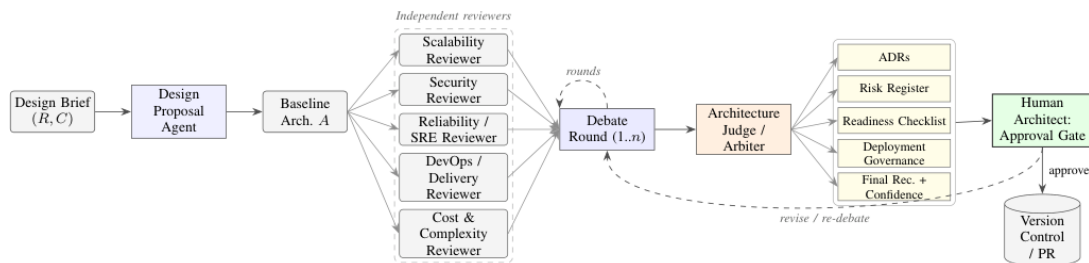 Independent reviewers
Design Brief
(R, C)
Design
Proposal
Agent
Baseline
Arch. A
Scalability
Reviewer
Security
Reviewer
Reliability /
SRE Reviewer
DevOps /
Delivery
Reviewer
Cost &
Complexity
Reviewer
rounds
Debate
Round (1..n)
Architecture
Judge /
Arbiter
ADRs
Risk Register
Readiness Checklist
Deployment
Governance
Final Rec. +
Confidence
Human
Architect:
Approval Gate
approve
revise / re-debate
Version
Control
/ PR